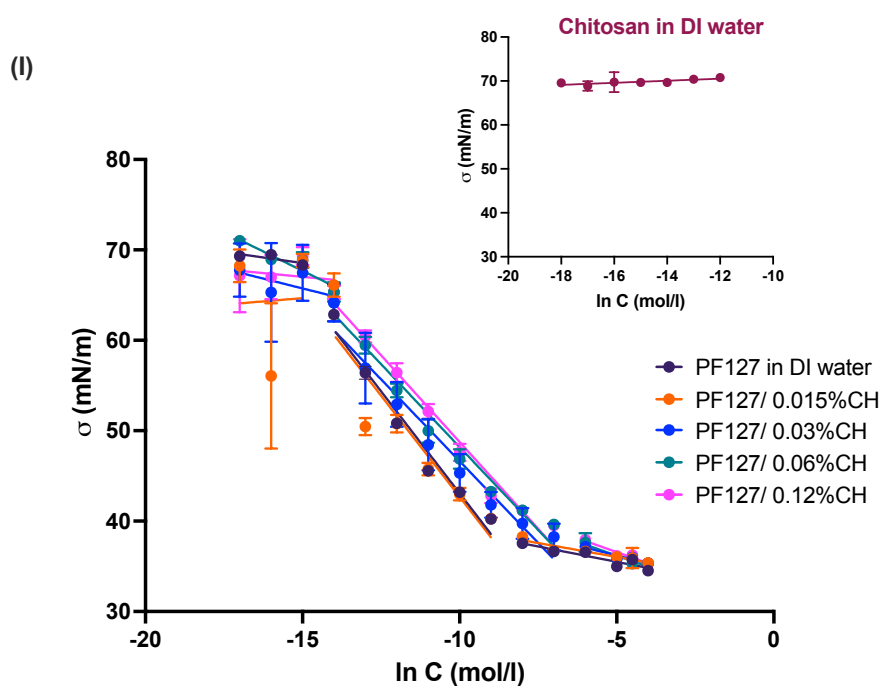 (I)
Chitosan in DI water
80
70
60
50
40
30
σ (mN/m)
-20 -18 -16 -14 -12 -10
ln C (mol/l)
80
70
60
50
40
30
σ (mN/m)
-20 -15 -10 -5 0
ln C (mol/l)
PF127 in DI water
PF127/ 0.015%CH
PF127/ 0.03%CH
PF127/ 0.06%CH
PF127/ 0.12%CH